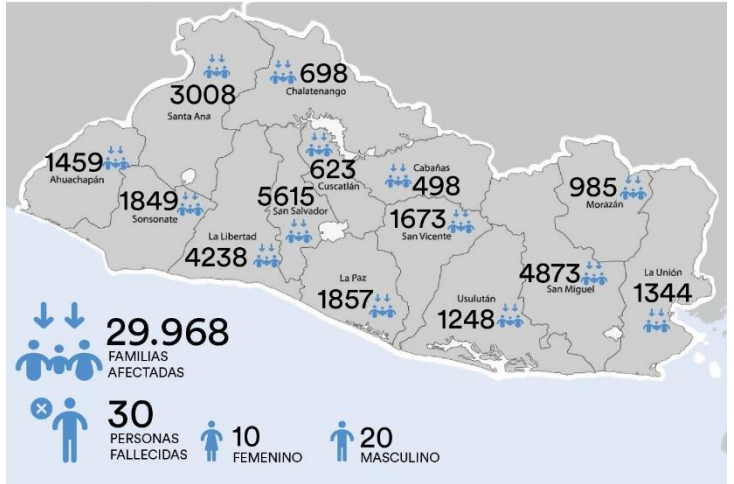 698
Chalatenango
3008
Santa Ana
1459
Ahuachapán
623
Cuscatlán
Cabañas
498
985
Morazán
1849
Sonsonate
5615
San Salvador
1673
San Vicente
La Libertad
4238
La Paz
1857
Usulután
1248
4873
San Miguel
La Unión
1344
29.968
FAMILIAS
AFECTADAS
30
PERSONAS
FALLECIDAS
10
FEMENINO
20
MASCULINO